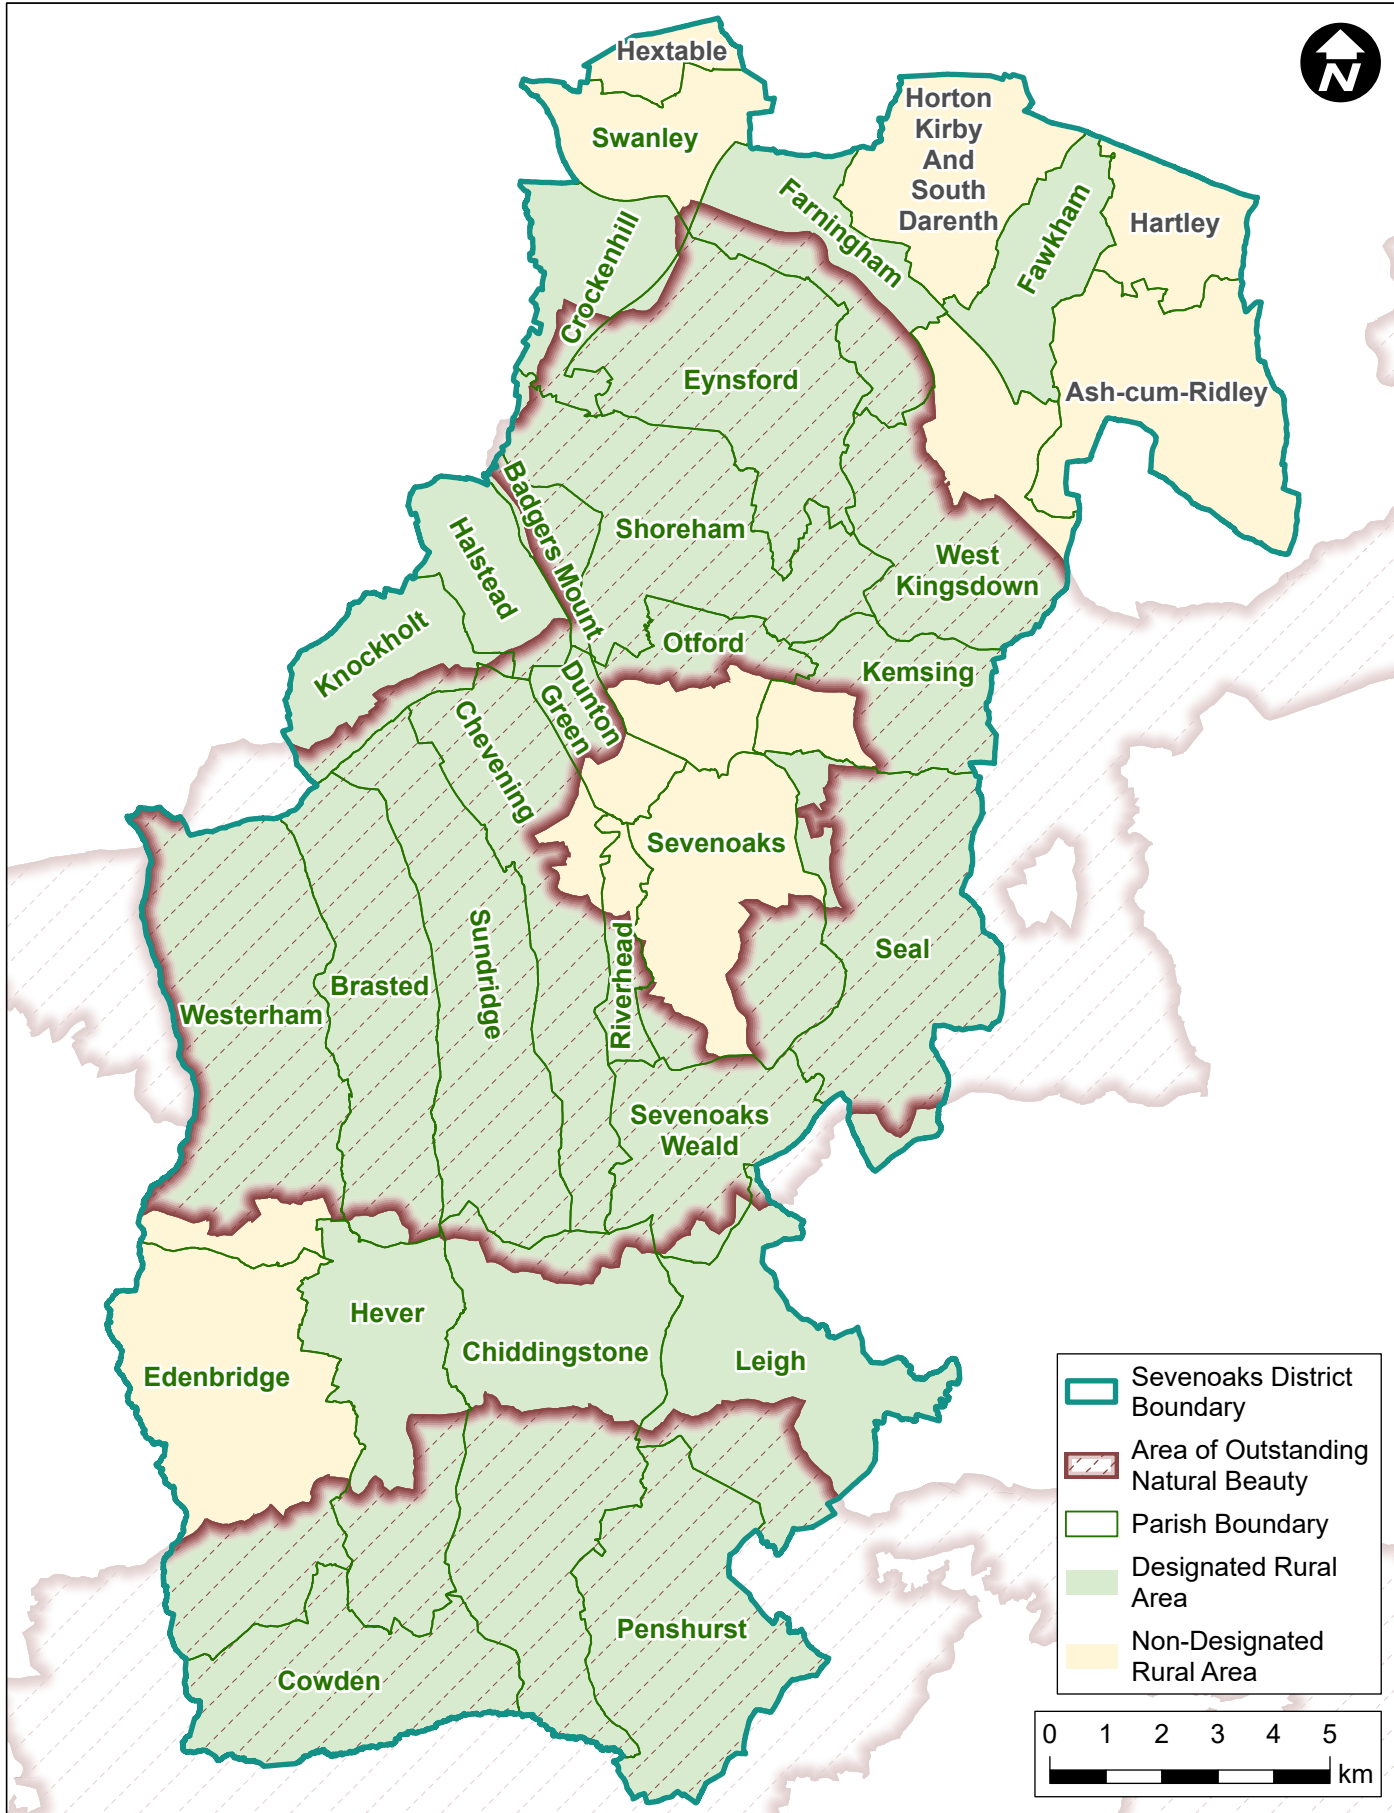 Hextable
N
Swanley
Horton
Kirby
And
South
Darenth
Farningham
Fawkham
Hartley
Crockenhill
Eynsford
Ash-cum-Ridley
Badgers Mount
Halstead
Shoreham
West
Kingsdown
Knockholt
Otford
Kemsing
Dunton
Green
Chevening
Sevenoaks
Sundridge
Riverhead
Seal
Brasted
Westerham
Sevenoaks
Weald
Hever
Chiddingstone
Leigh
Edenbridge
Penshurst
Cowden
Sevenoaks District
Boundary
Area of Outstanding
Natural Beauty
Parish Boundary
Designated Rural
Area
Non-Designated
Rural Area
0 1 2 3 4 5
km